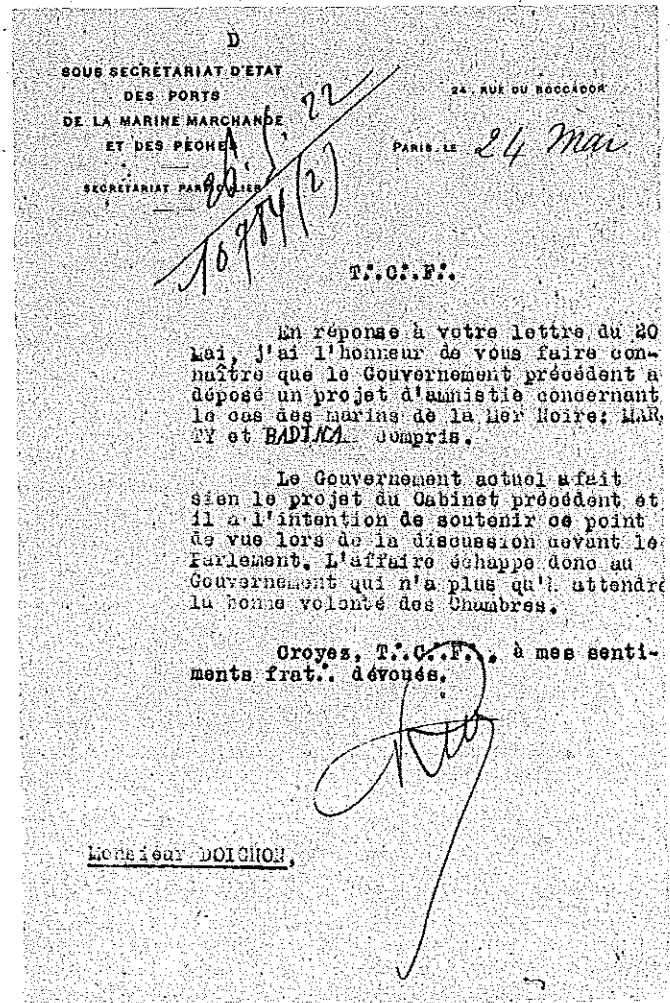 D
SOUS SECRÉTARIAT D'ETAT
DES PORTS
DE LA MARINE MARCHANDE
ET DES PÊCHES
SECRÉTARIAT PARTICULIER
24, RUE DU BOCCADOR
PARIS, LE 24 Mai
26.5.22
10784 (2)
T∴C∴F∴
En réponse à votre lettre du 20
Mai, j'ai l'honneur de vous faire con-
naître que le Gouvernement précédent a
déposé un projet d'amnistie concernant
le cas des marins de la Mer Noire; MAR
TY et BADINA compris.
Le Gouvernement actuel a fait
sien le projet du Cabinet précédent et
il a l'intention de soutenir ce point
de vue lors de la discussion devant le
Parlement. L'affaire échappe donc au
Gouvernement qui n'a plus qu'à attendre
la bonne volonté des Chambres.
Croyez, T∴C∴F∴, à mes senti-
ments frat∴ dévoués.
Monsieur DOIGNON,